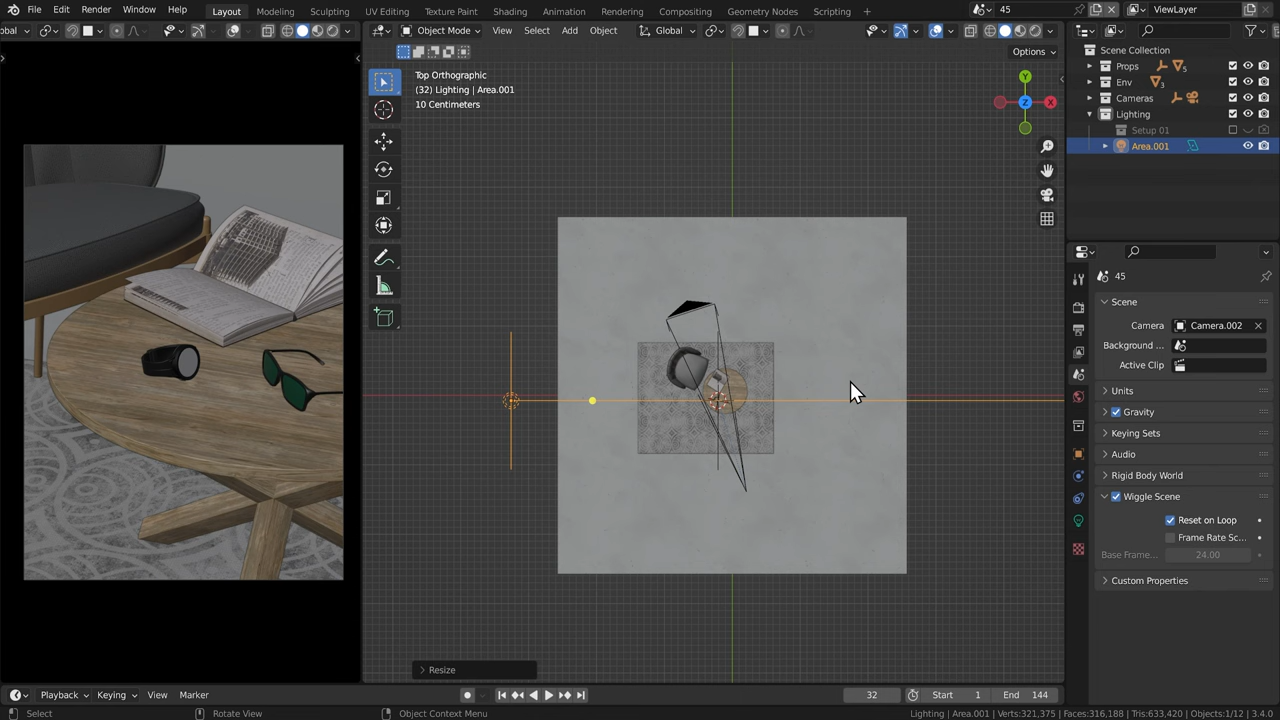 File Edit Render Window Help Layout Modeling Sculpting UV Editing Texture Paint Shading Animation Rendering Compositing Geometry Nodes Scripting + 45 ViewLayer
obal Object Mode View Select Add Object Global
Options
Top Orthographic
(32) Lighting | Area.001
10 Centimeters
Y
Z X
Resize
Scene Collection
Props 5
Env 3
Cameras
Lighting
Setup 01
Area.001
45
Scene
Camera Camera.002
Background ...
Active Clip
Units
Gravity
Keying Sets
Audio
Rigid Body World
Wiggle Scene
Reset on Loop
Frame Rate Sc...
Base Frame... 24.00
Custom Properties
Playback Keying View Marker 32 Start 1 End 144
Select Rotate View Object Context Menu Lighting | Area.001 | Verts:321,375 | Faces:316,188 | Tris:633,420 | Objects:1/12 | 3.4.0